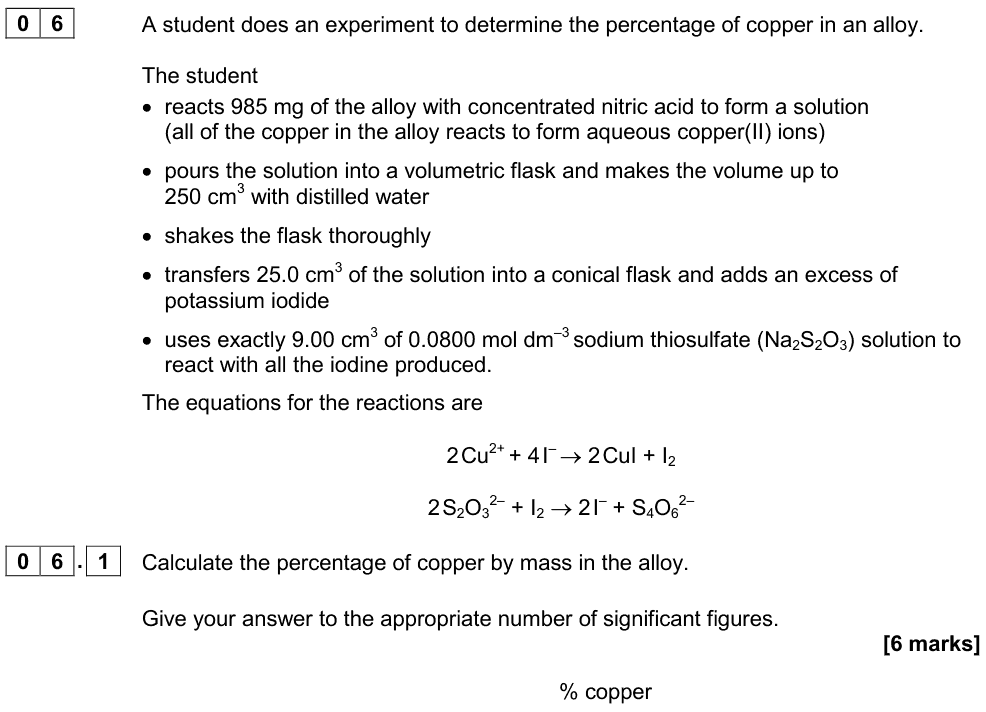 0 6 A student does an experiment to determine the percentage of copper in an alloy.
The student
• reacts 985 mg of the alloy with concentrated nitric acid to form a solution
(all of the copper in the alloy reacts to form aqueous copper(II) ions)
• pours the solution into a volumetric flask and makes the volume up to
250 cm³ with distilled water
• shakes the flask thoroughly
• transfers 25.0 cm³ of the solution into a conical flask and adds an excess of
potassium iodide
• uses exactly 9.00 cm³ of 0.0800 mol dm⁻³ sodium thiosulfate (Na₂S₂O₃) solution to
react with all the iodine produced.
The equations for the reactions are
2Cu²⁺ + 4I⁻ → 2CuI + I₂
2S₂O₃²⁻ + I₂ → 2I⁻ + S₄O₆²⁻
0 6 . 1 Calculate the percentage of copper by mass in the alloy.
Give your answer to the appropriate number of significant figures.
[6 marks]
% copper